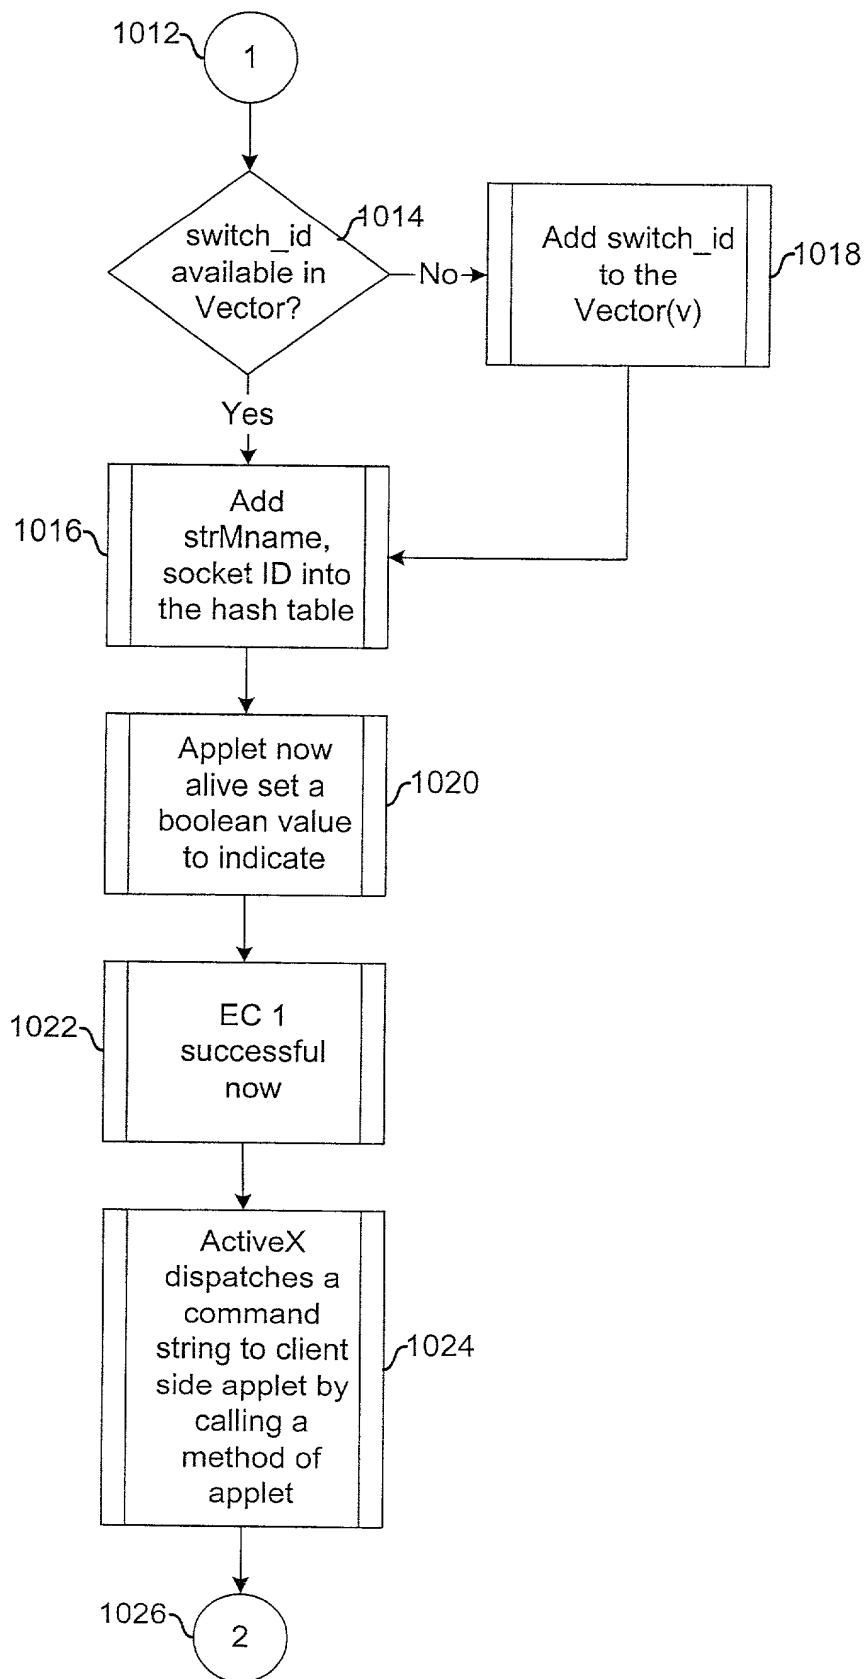 1012
1
1014
switch_id
available in
Vector?
No
Add switch_id
to the
Vector(v)
1018
Yes
1016
Add
strMname,
socket ID into
the hash table
Applet now
alive set a
boolean value
to indicate
1020
1022
EC 1
successful
now
ActiveX
dispatches a
command
string to client
side applet by
calling a
method of
applet
1024
1026
2